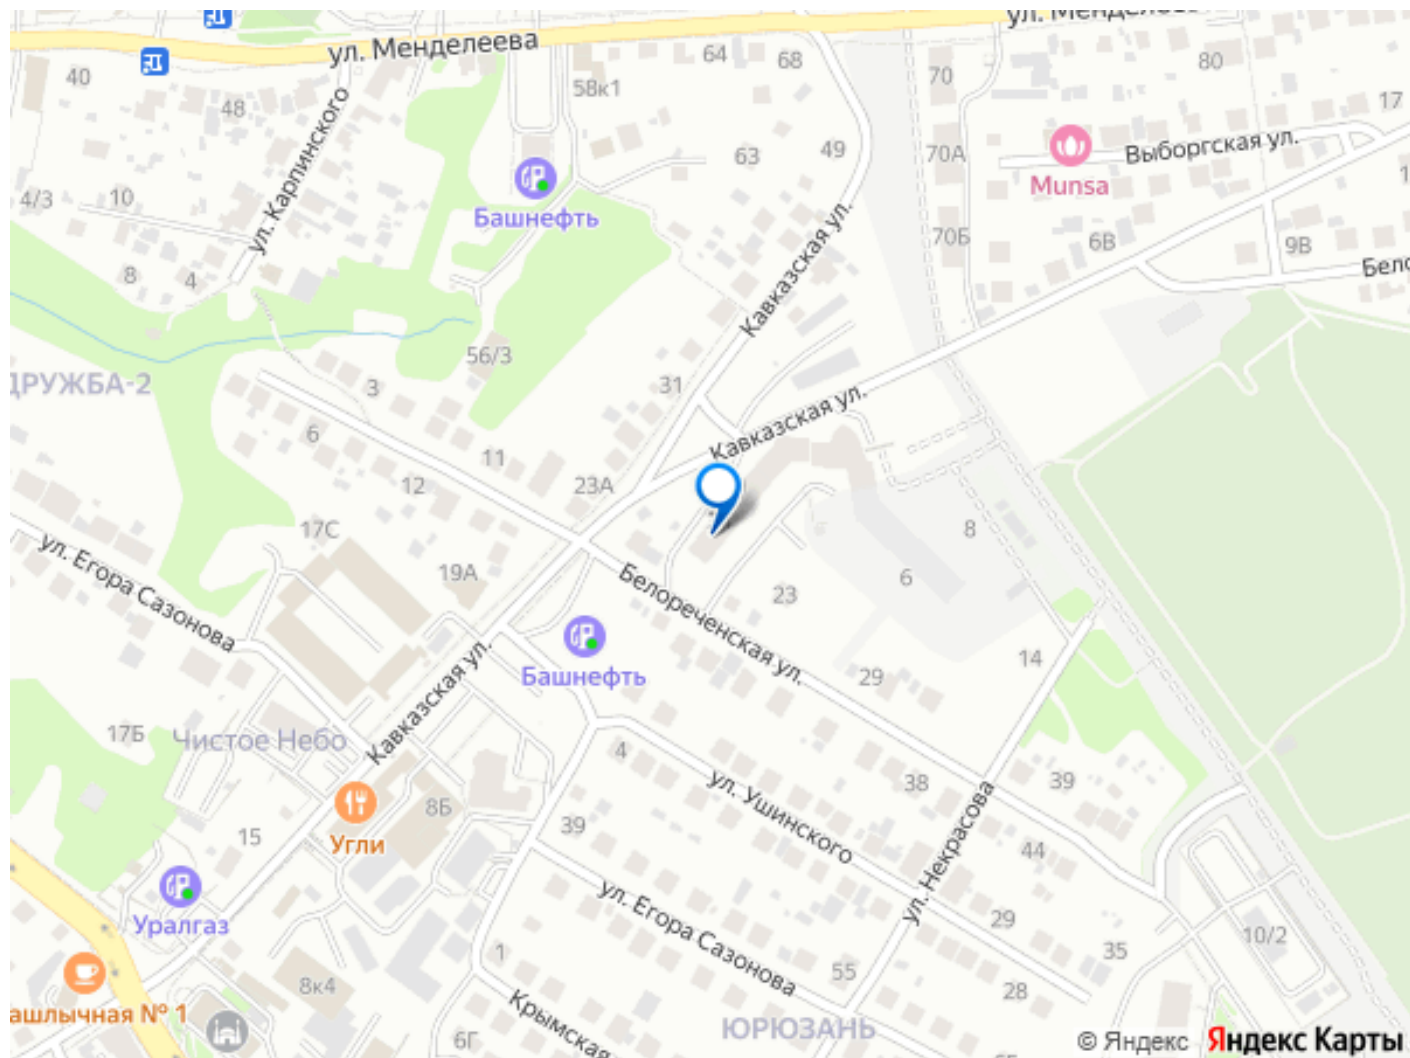 ул. Менделеева
ул. Менделеев
40
48
64
68
58к1
70
80
17
ул. Карпинского
63
49
70А
Выборгская ул.
Munsa
4/3
10
Башнефть
Кавказская ул.
70Б
6В
9В
Бело
8
4
56/3
ДРУЖБА-2
3
31
6
Кавказская ул.
11
12
23А
17С
ул. Егора Сазонова
19А
8
6
23
Белореченская ул.
Башнефть
14
29
17Б
Чистое Небо
Кавказская ул.
4
ул. Ушинского
38
39
Угли
8Б
15
39
44
ул. Некрасова
Уралгаз
ул. Егора Сазонова
29
35
10/2
1
55
28
8к4
ашлычная № 1
Крымская
6Г
ЮРЮЗАНЬ
© Яндекс Яндекс Карты